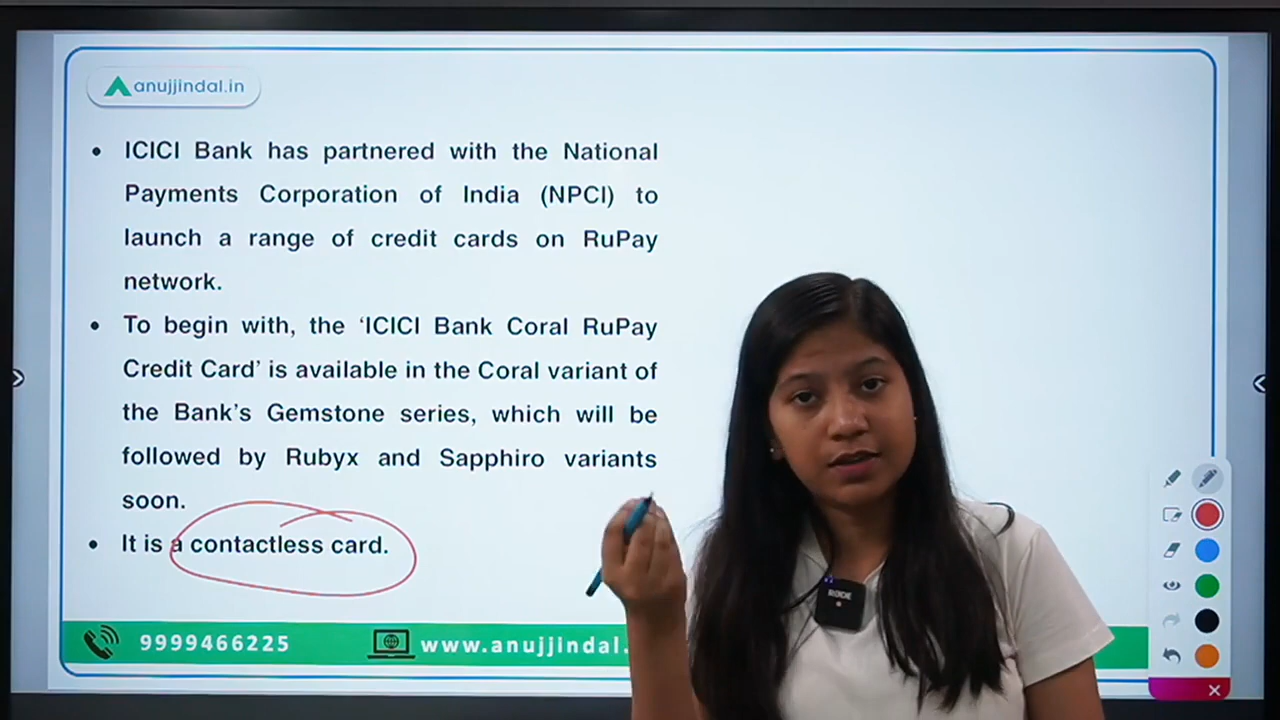 anujjindal.in
• ICICI Bank has partnered with the National
Payments Corporation of India (NPCI) to
launch a range of credit cards on RuPay
network.
• To begin with, the ‘ICICI Bank Coral RuPay
Credit Card’ is available in the Coral variant of
the Bank’s Gemstone series, which will be
followed by Rubyx and Sapphiro variants
soon.
• It is a contactless card.
RØDE
9999466225
www.anujjindal.